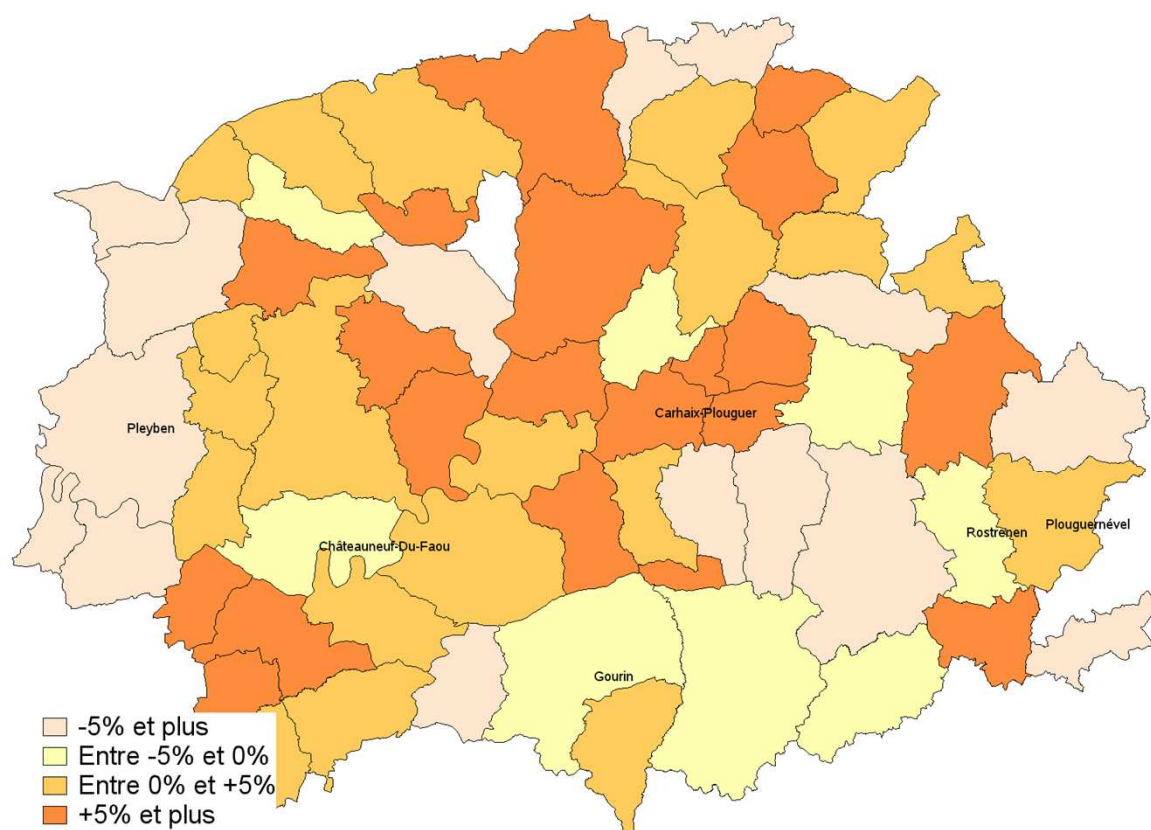 Carhaix-Plouguer
Pleyben
Plouguernével
Rostrenen
Châteauneuf-Du-Faou
Gourin
-5% et plus
Entre -5% et 0%
Entre 0% et +5%
+5% et plus